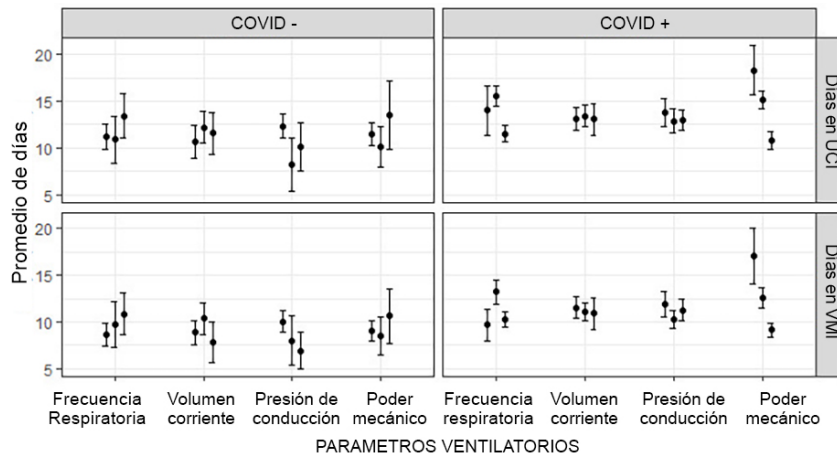 COVID -
COVID +
Promedio de días
20
15
10
5
Días en UCI
20
15
10
5
Días en VMI
Frecuencia Respiratoria
Volumen corriente
Presión de conducción
Poder mecánico
Frecuencia respiratoria
Volumen corriente
Presión de conducción
Poder mecánico
PARAMETROS VENTILATORIOS